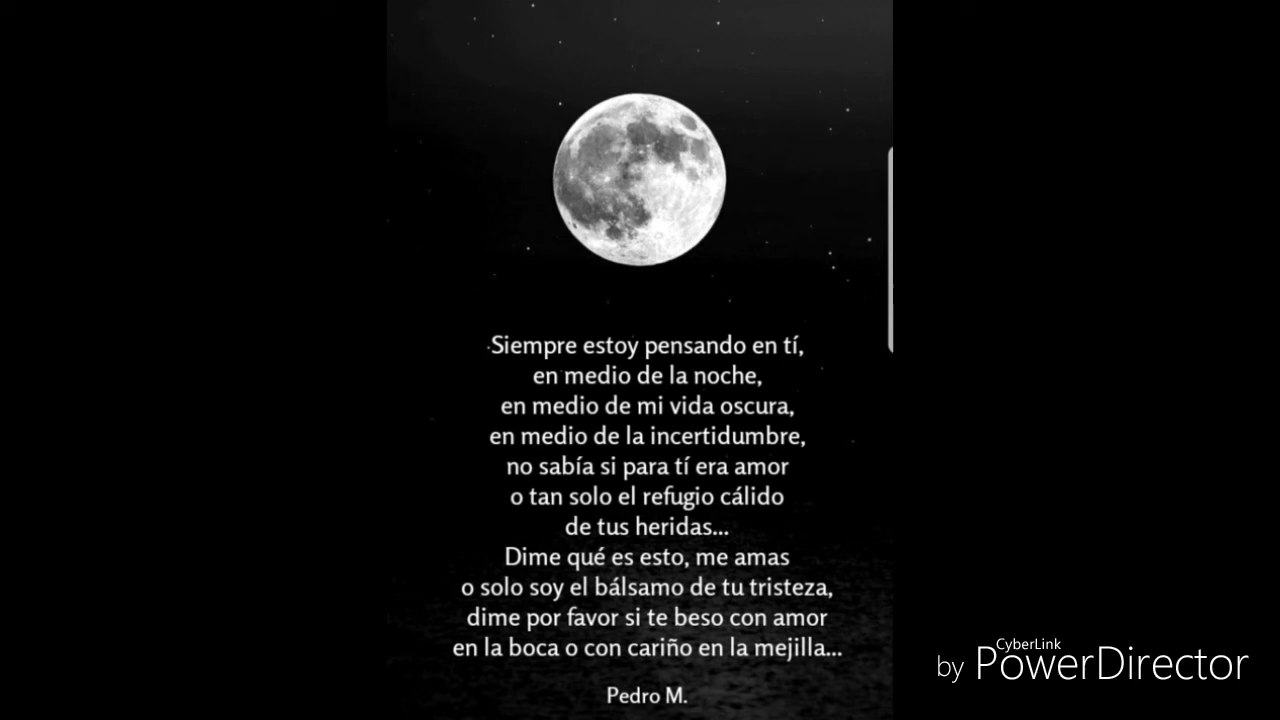 Siempre estoy pensando en tí,
en medio de la noche,
en medio de mi vida oscura,
en medio de la incertidumbre,
no sabía si para tí era amor
o tan solo el refugio cálido
de tus heridas...
Dime qué es esto, me amas
o solo soy el bálsamo de tu tristeza,
dime por favor si te beso con amor
en la boca o con cariño en la mejilla...
Pedro M.
CyberLink
by PowerDirector